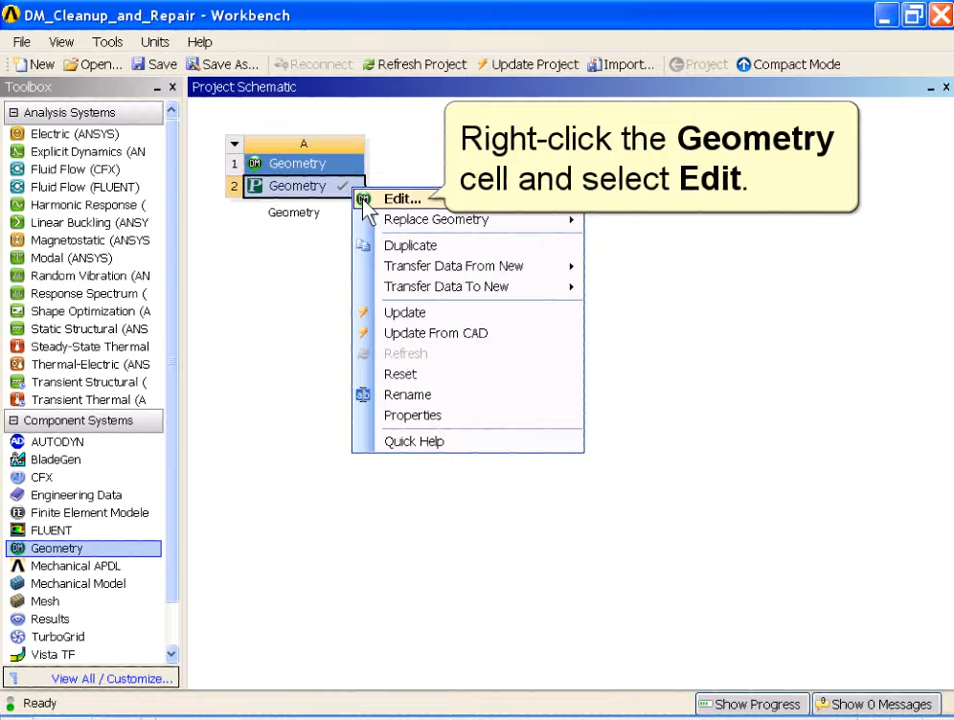 DM_Cleanup_and_Repair - Workbench
File View Tools Units Help
New Open... Save Save As... Reconnect Refresh Project Update Project Import... Project Compact Mode
Toolbox
Project Schematic
Analysis Systems
Electric (ANSYS)
Explicit Dynamics (AN
Fluid Flow (CFX)
Fluid Flow (FLUENT)
Harmonic Response (
Linear Buckling (ANSYS
Magnetostatic (ANSYS
Modal (ANSYS)
Random Vibration (AN
Response Spectrum (
Shape Optimization (A
Static Structural (ANS
Steady-State Thermal
Thermal-Electric (ANS
Transient Structural (
Transient Thermal (A
Component Systems
AUTODYN
BladeGen
CFX
Engineering Data
Finite Element Modele
FLUENT
Geometry
Mechanical APDL
Mechanical Model
Mesh
Results
TurboGrid
Vista TF
View All / Customize...
A
1 DM Geometry
2 P Geometry
Geometry
Right-click the Geometry
cell and select Edit.
Edit...
Replace Geometry
Duplicate
Transfer Data From New
Transfer Data To New
Update
Update From CAD
Refresh
Reset
Rename
Properties
Quick Help
Ready
Show Progress
Show 0 Messages